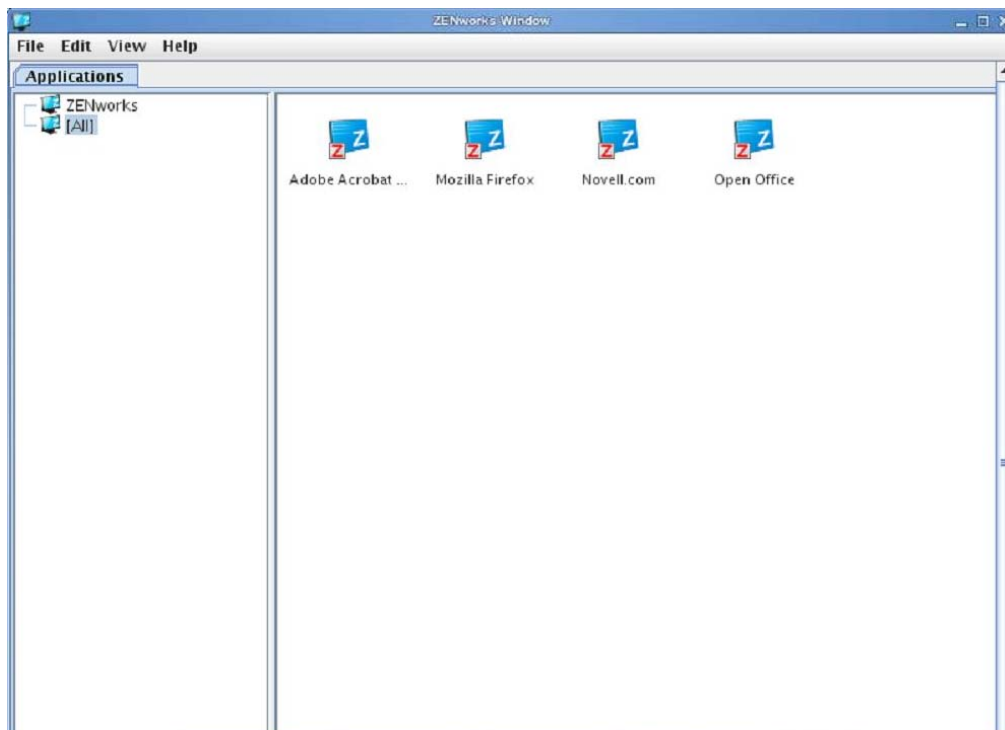 ZENworks Window
File Edit View Help
Applications
ZENworks
[All]
Z Z Z Z Z Z Z Z
Adobe Acrobat ... Mozilla Firefox Novell.com Open Office